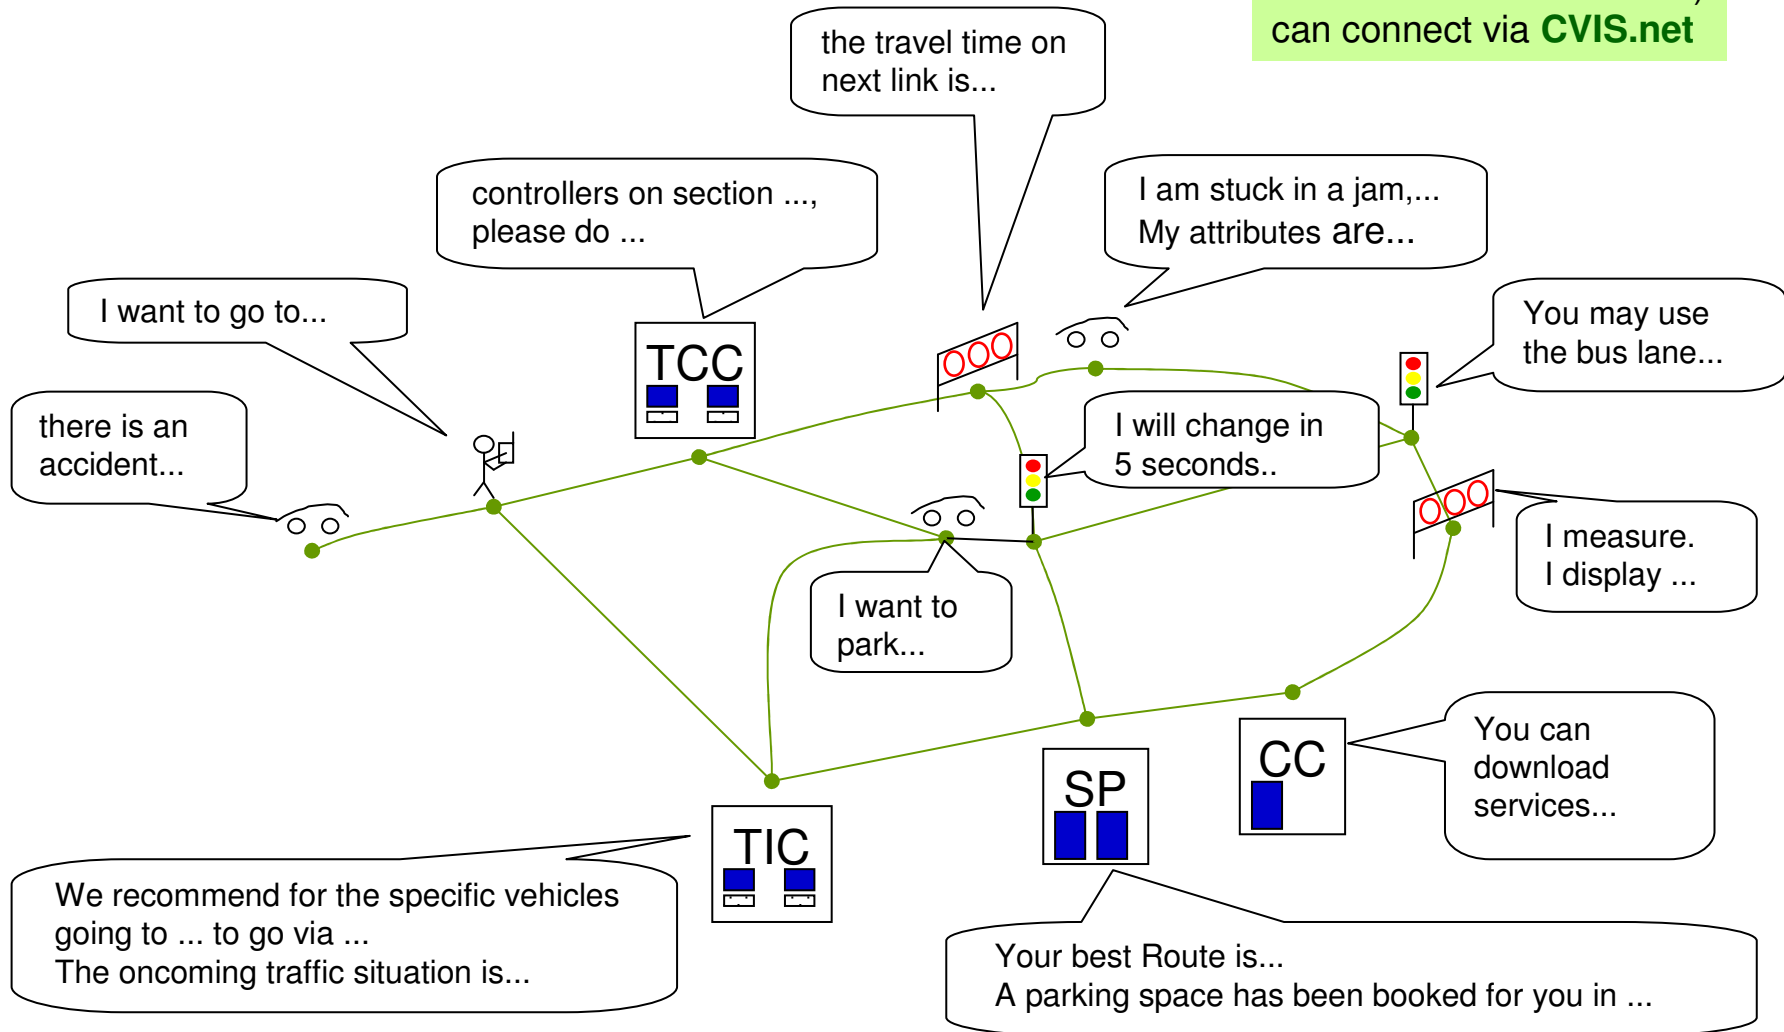 can connect via CVIS.net
the travel time on
next link is...
controllers on section ...,
please do ...
I am stuck in a jam,...
My attributes are...
I want to go to...
You may use
the bus lane...
TCC
there is an
accident...
I will change in
5 seconds..
I measure.
I display ...
I want to
park...
You can
download
services...
CC
SP
TIC
We recommend for the specific vehicles
going to ... to go via ...
The oncoming traffic situation is...
Your best Route is...
A parking space has been booked for you in ...